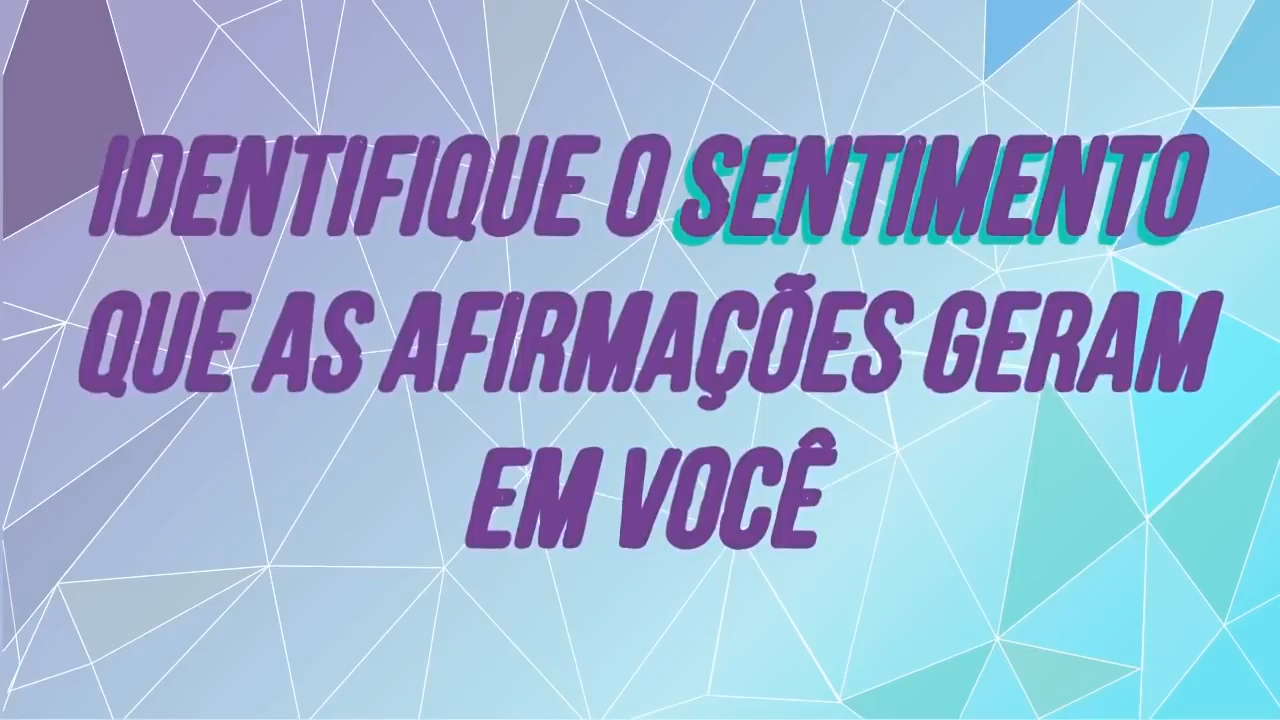 IDENTIFIQUE O SENTIMENTO
QUE AS AFIRMAÇÕES GERAM
EM VOCÊ